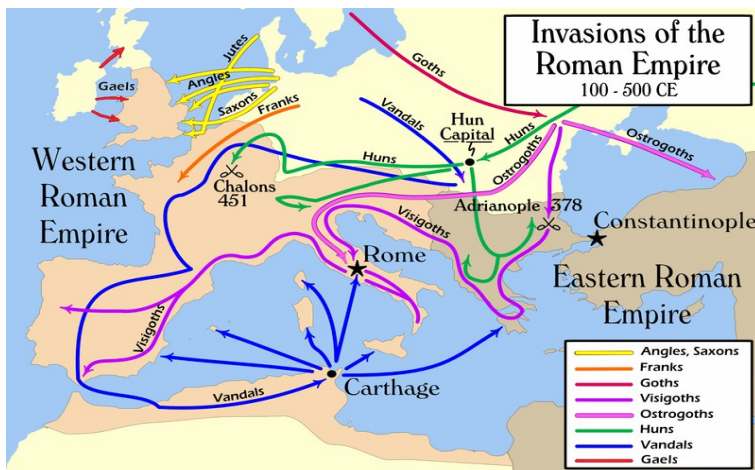 Invasions of the
Roman Empire
100 - 500 CE
Jutes
Angles
Saxons
Gaels
Franks
Goths
Vandals
Hun
Capital
Huns
Ostrogoths
Huns
Ostrogoths
Western
Roman
Empire
Chalons
451
Adrianople 378
Visigoths
Constantinople
Rome
Eastern Roman
Empire
Visigoths
Carthage
Vandals
Angles, Saxons
Franks
Goths
Visigoths
Ostrogoths
Huns
Vandals
Gaels